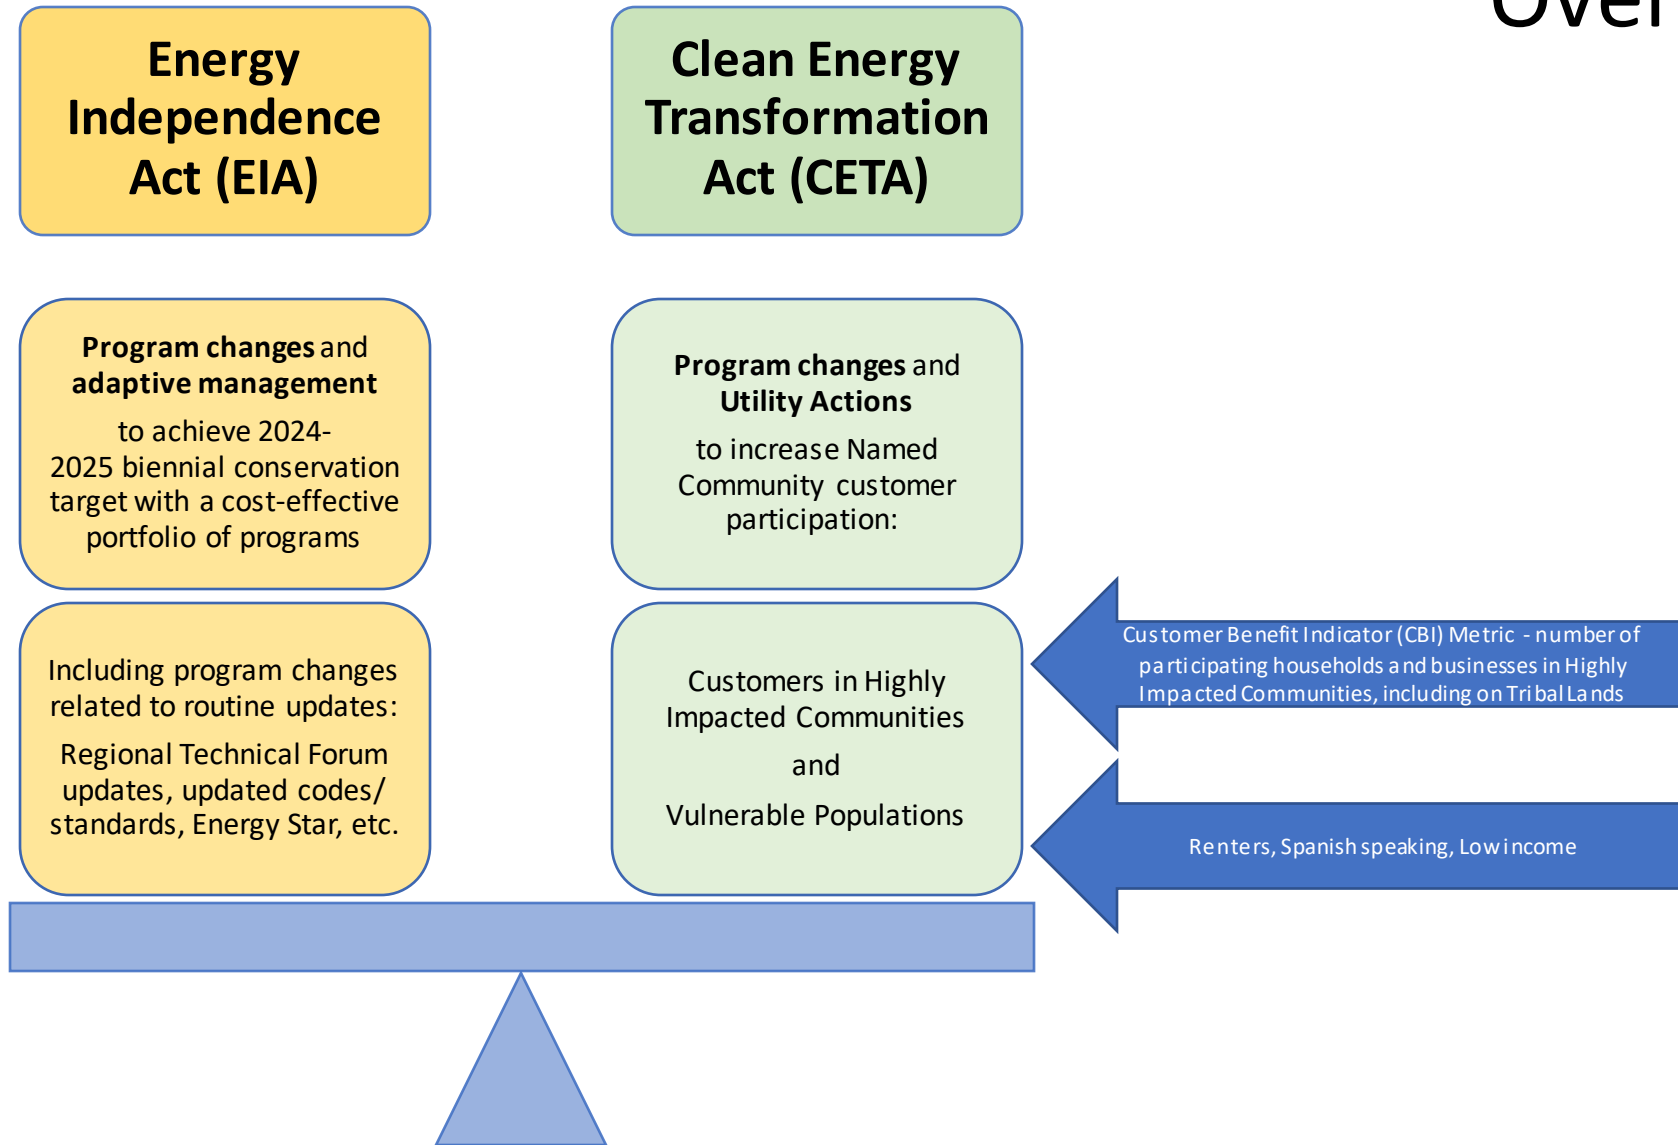 Over
Energy
Independence
Act (EIA)
Clean Energy
Transformation
Act (CETA)
Program changes and
adaptive management
to achieve 2024-
2025 biennial conservation
target with a cost-effective
portfolio of programs
Program changes and
Utility Actions
to increase Named
Community customer
participation:
Including program changes
related to routine updates:
Regional Technical Forum
updates, updated codes/
standards, Energy Star, etc.
Customers in Highly
Impacted Communities
and
Vulnerable Populations
Customer Benefit Indicator (CBI) Metric - number of
participating households and businesses in Highly
Impacted Communities, including on Tribal Lands
Renters, Spanish speaking, Low income